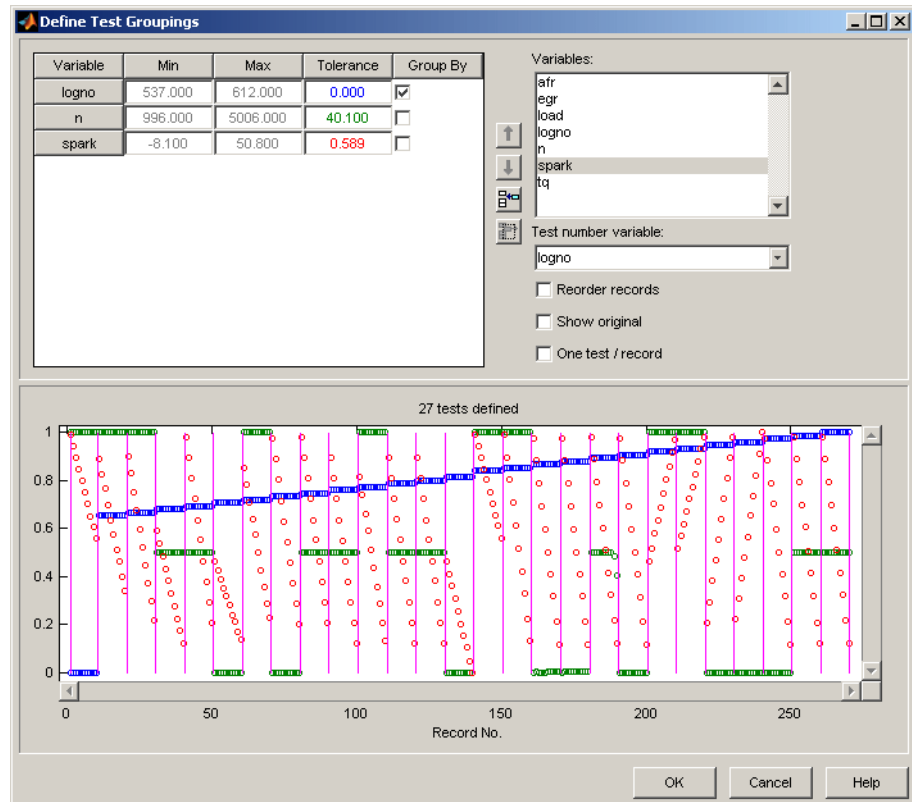 Define Test Groupings
Variable Min Max Tolerance Group By
logno 537.000 612.000 0.000
n 996.000 5006.000 40.100
spark -8.100 50.800 0.589
Variables:
afr
egr
load
logno
n
spark
tq
Test number variable:
logno
Reorder records
Show original
One test / record
27 tests defined
1
0.8
0.6
0.4
0.2
0
0 50 100 150 200 250
Record No.
OK Cancel Help